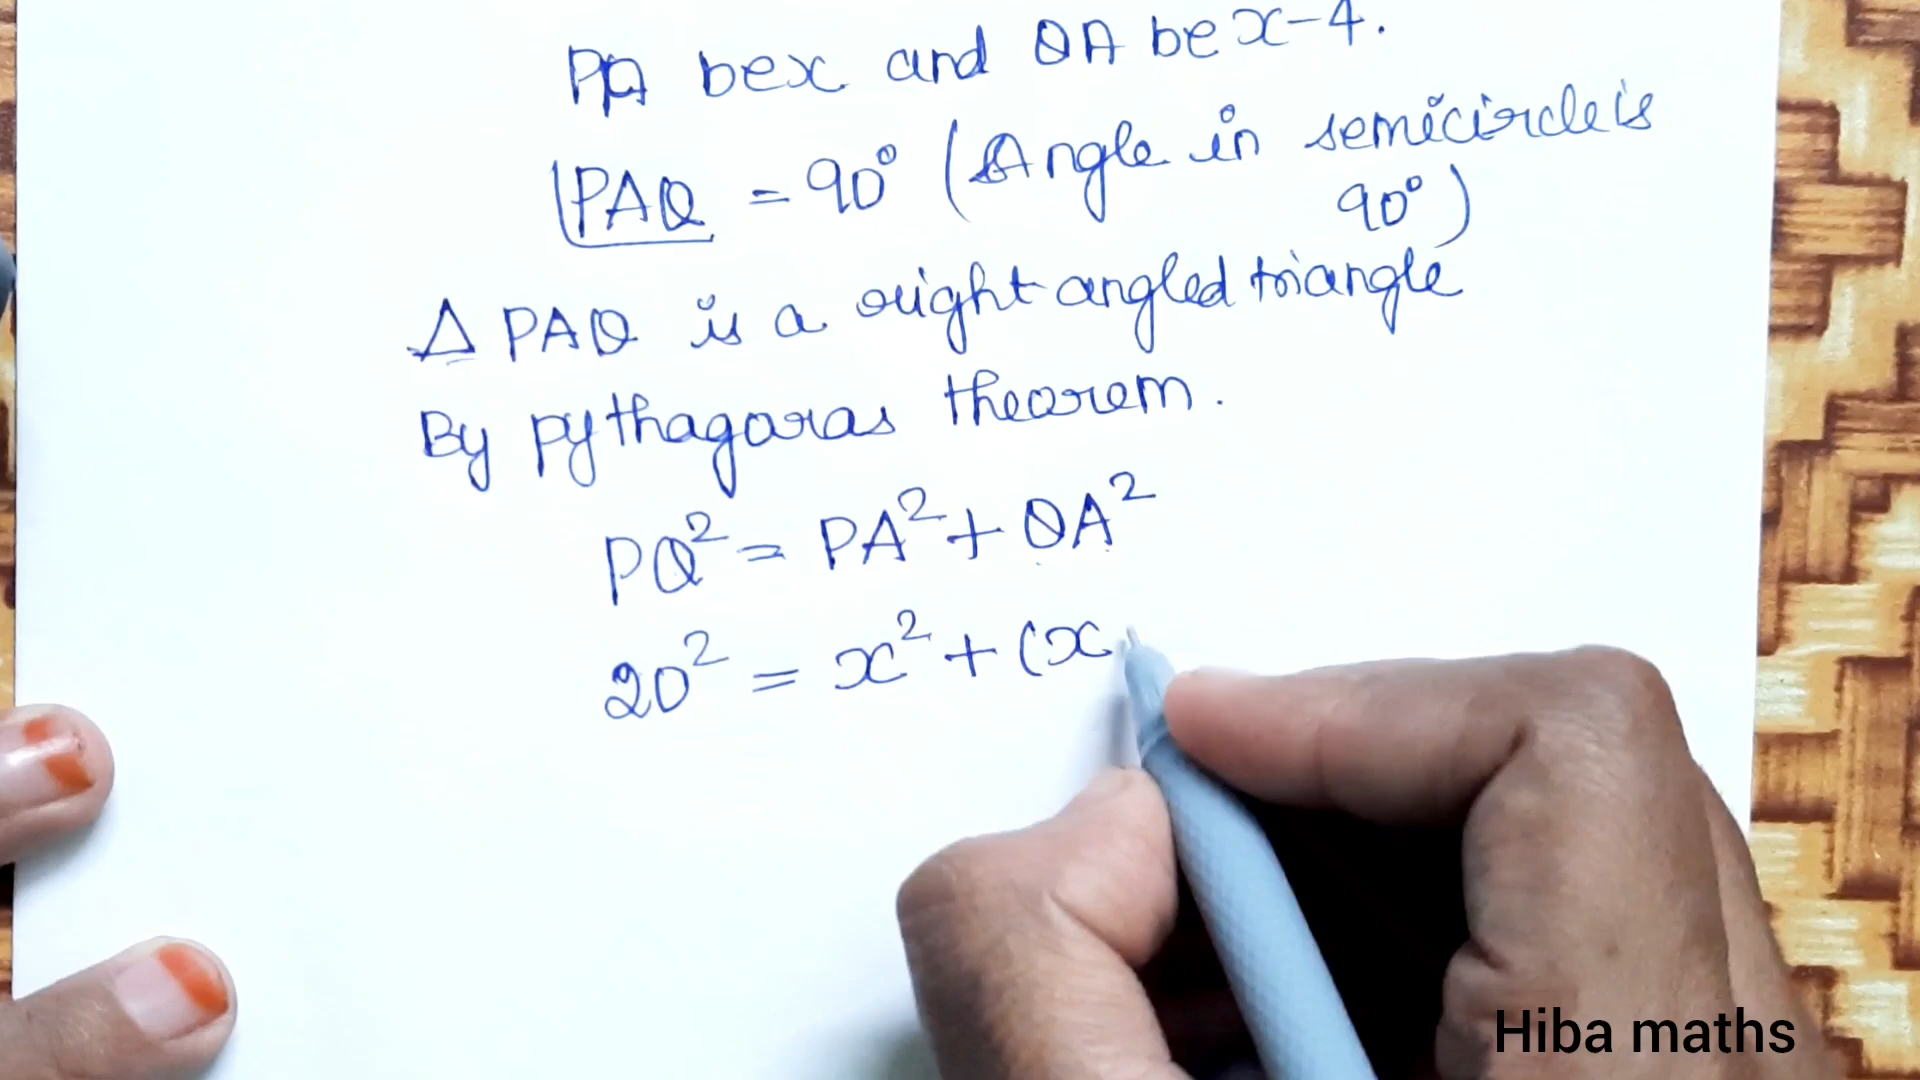 PA be x and QA be x-4.
∠PAQ = 90° (Angle in semicircle is
90°)
△ PAQ is a right angled triangle
By pythagoras theorem.
PQ² = PA² + QA²
20² = x² + (x
Hiba maths